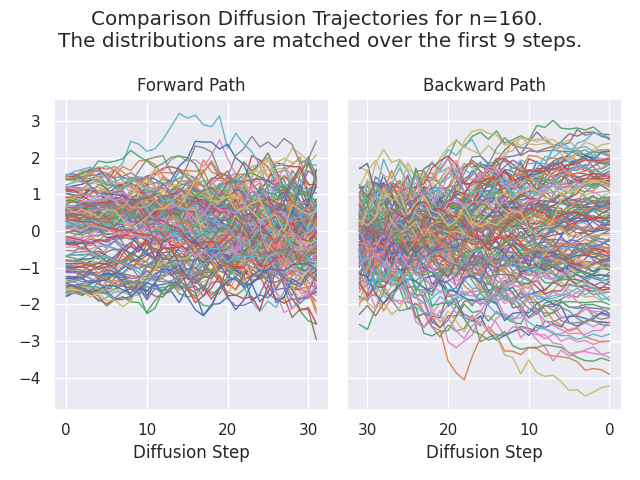 Comparison Diffusion Trajectories for n=160.
The distributions are matched over the first 9 steps.
Forward Path
Backward Path
3
2
1
0
−1
−2
−3
−4
0 10 20 30
30 20 10 0
Diffusion Step
Diffusion Step